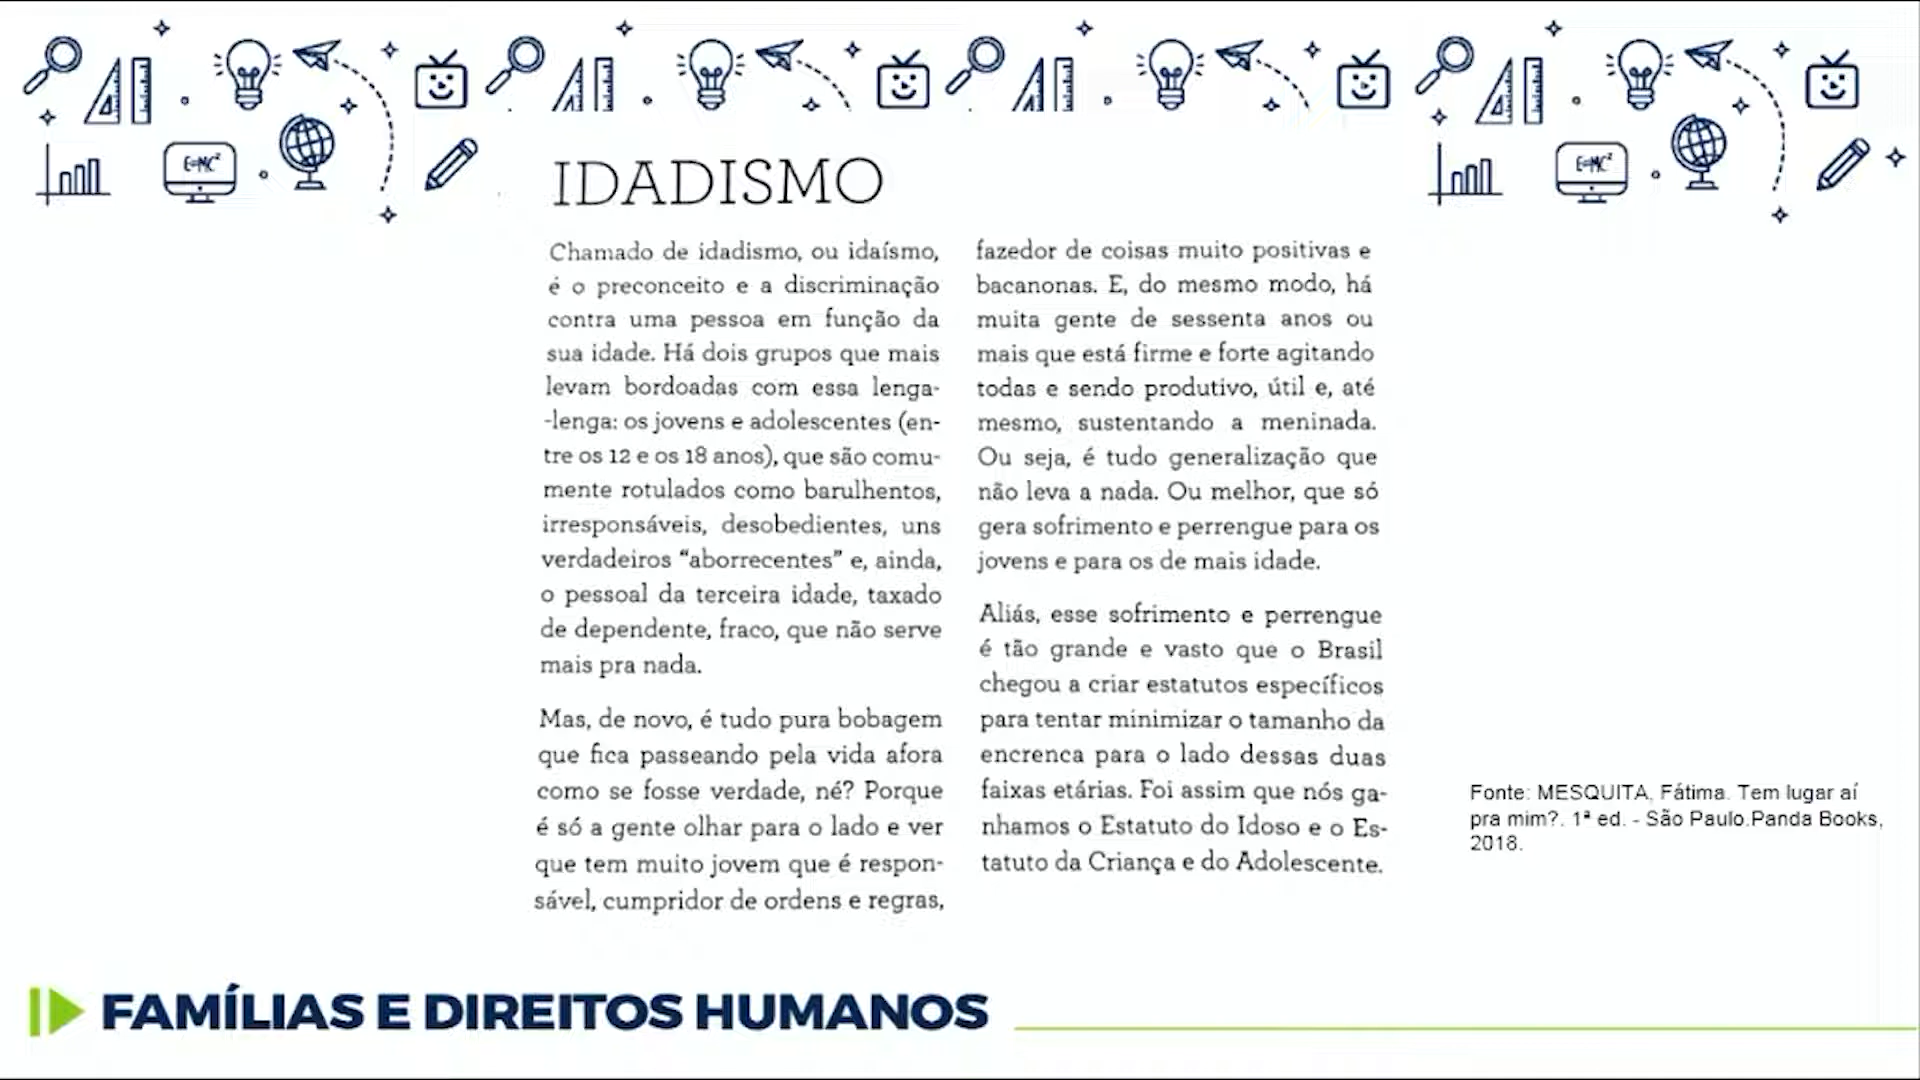 E=MC²
E=MC²
IDADISMO
Chamado de idadismo, ou idaísmo,
é o preconceito e a discriminação
contra uma pessoa em função da
sua idade. Há dois grupos que mais
levam bordoadas com essa lenga-
-lenga: os jovens e adolescentes (en-
tre os 12 e os 18 anos), que são comu-
mente rotulados como barulhentos,
irresponsáveis, desobedientes, uns
verdadeiros “aborrecentes” e, ainda,
o pessoal da terceira idade, taxado
de dependente, fraco, que não serve
mais pra nada.
Mas, de novo, é tudo pura bobagem
que fica passeando pela vida afora
como se fosse verdade, né? Porque
é só a gente olhar para o lado e ver
que tem muito jovem que é respon-
sável, cumpridor de ordens e regras,
fazedor de coisas muito positivas e
bacanonas. E, do mesmo modo, há
muita gente de sessenta anos ou
mais que está firme e forte agitando
todas e sendo produtivo, útil e, até
mesmo, sustentando a meninada.
Ou seja, é tudo generalização que
não leva a nada. Ou melhor, que só
gera sofrimento e perrengue para os
jovens e para os de mais idade.
Aliás, esse sofrimento e perrengue
é tão grande e vasto que o Brasil
chegou a criar estatutos específicos
para tentar minimizar o tamanho da
encrenca para o lado dessas duas
faixas etárias. Foi assim que nós ga-
nhamos o Estatuto do Idoso e o Es-
tatuto da Criança e do Adolescente.
Fonte: MESQUITA, Fátima. Tem lugar aí
pra mim?. 1ª ed. - São Paulo.Panda Books,
2018.
FAMÍLIAS E DIREITOS HUMANOS